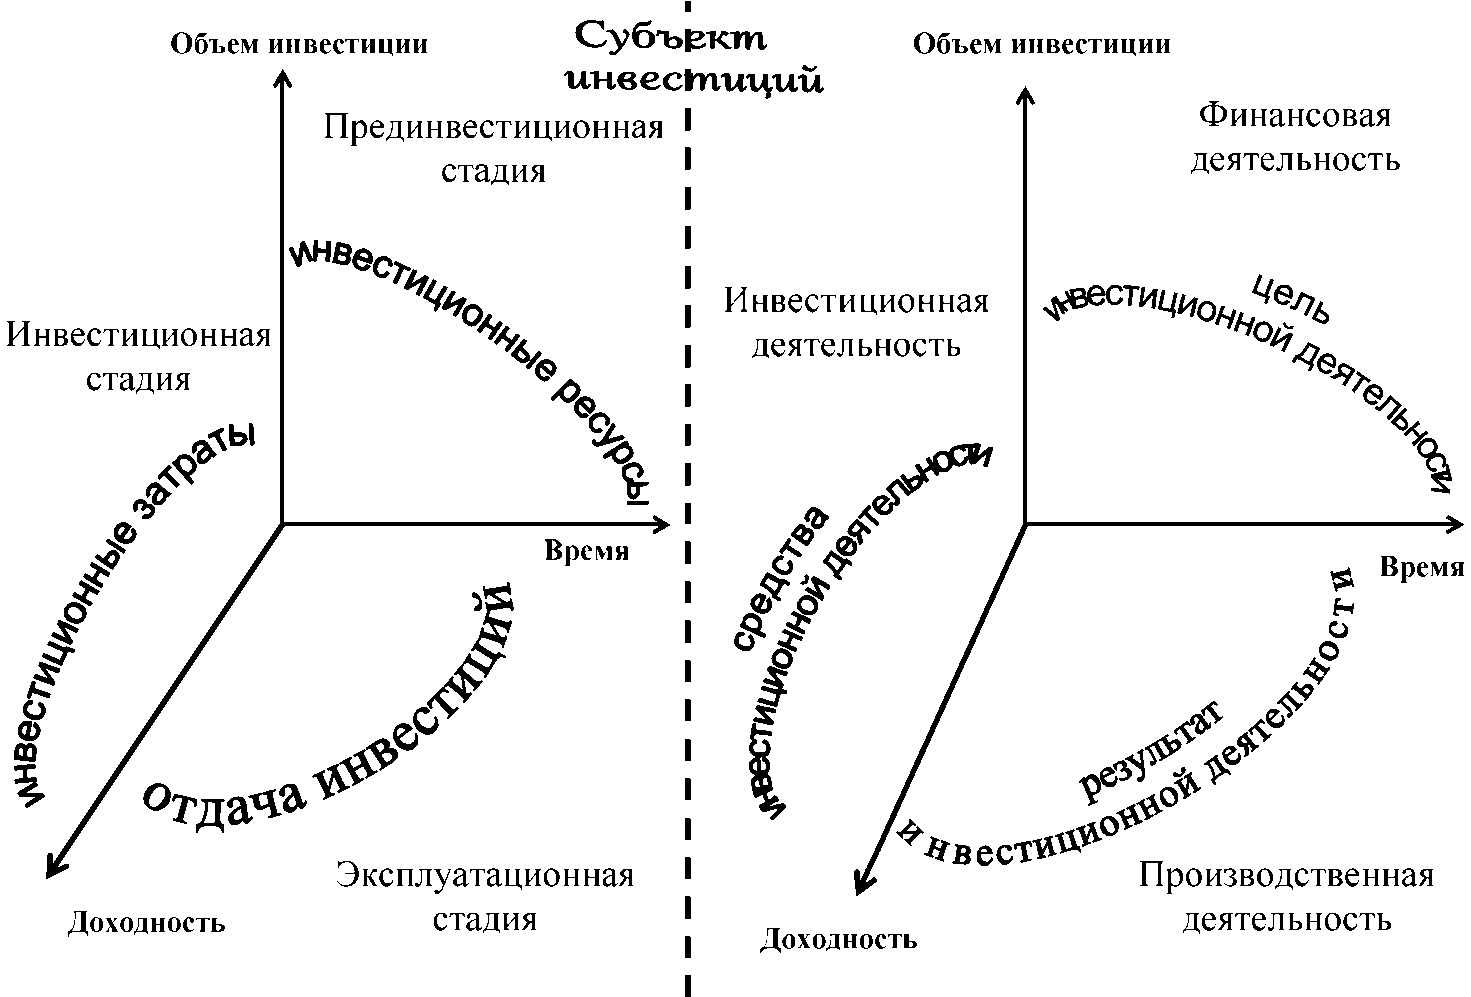 Субъект
инвестиций
Объем инвестиции
Прединвестиционная
стадия
инвестиционные ресурсы
Инвестиционная
стадия
инвестиционные затраты
Время
отдача инвестиций
Эксплуатационная
стадия
Доходность
Объем инвестиции
Финансовая
деятельность
цель
инвестиционной деятельности
Инвестиционная
деятельность
средства
инвестиционной деятельности
Время
результат
инвестиционной деятельности
Производственная
деятельность
Доходность